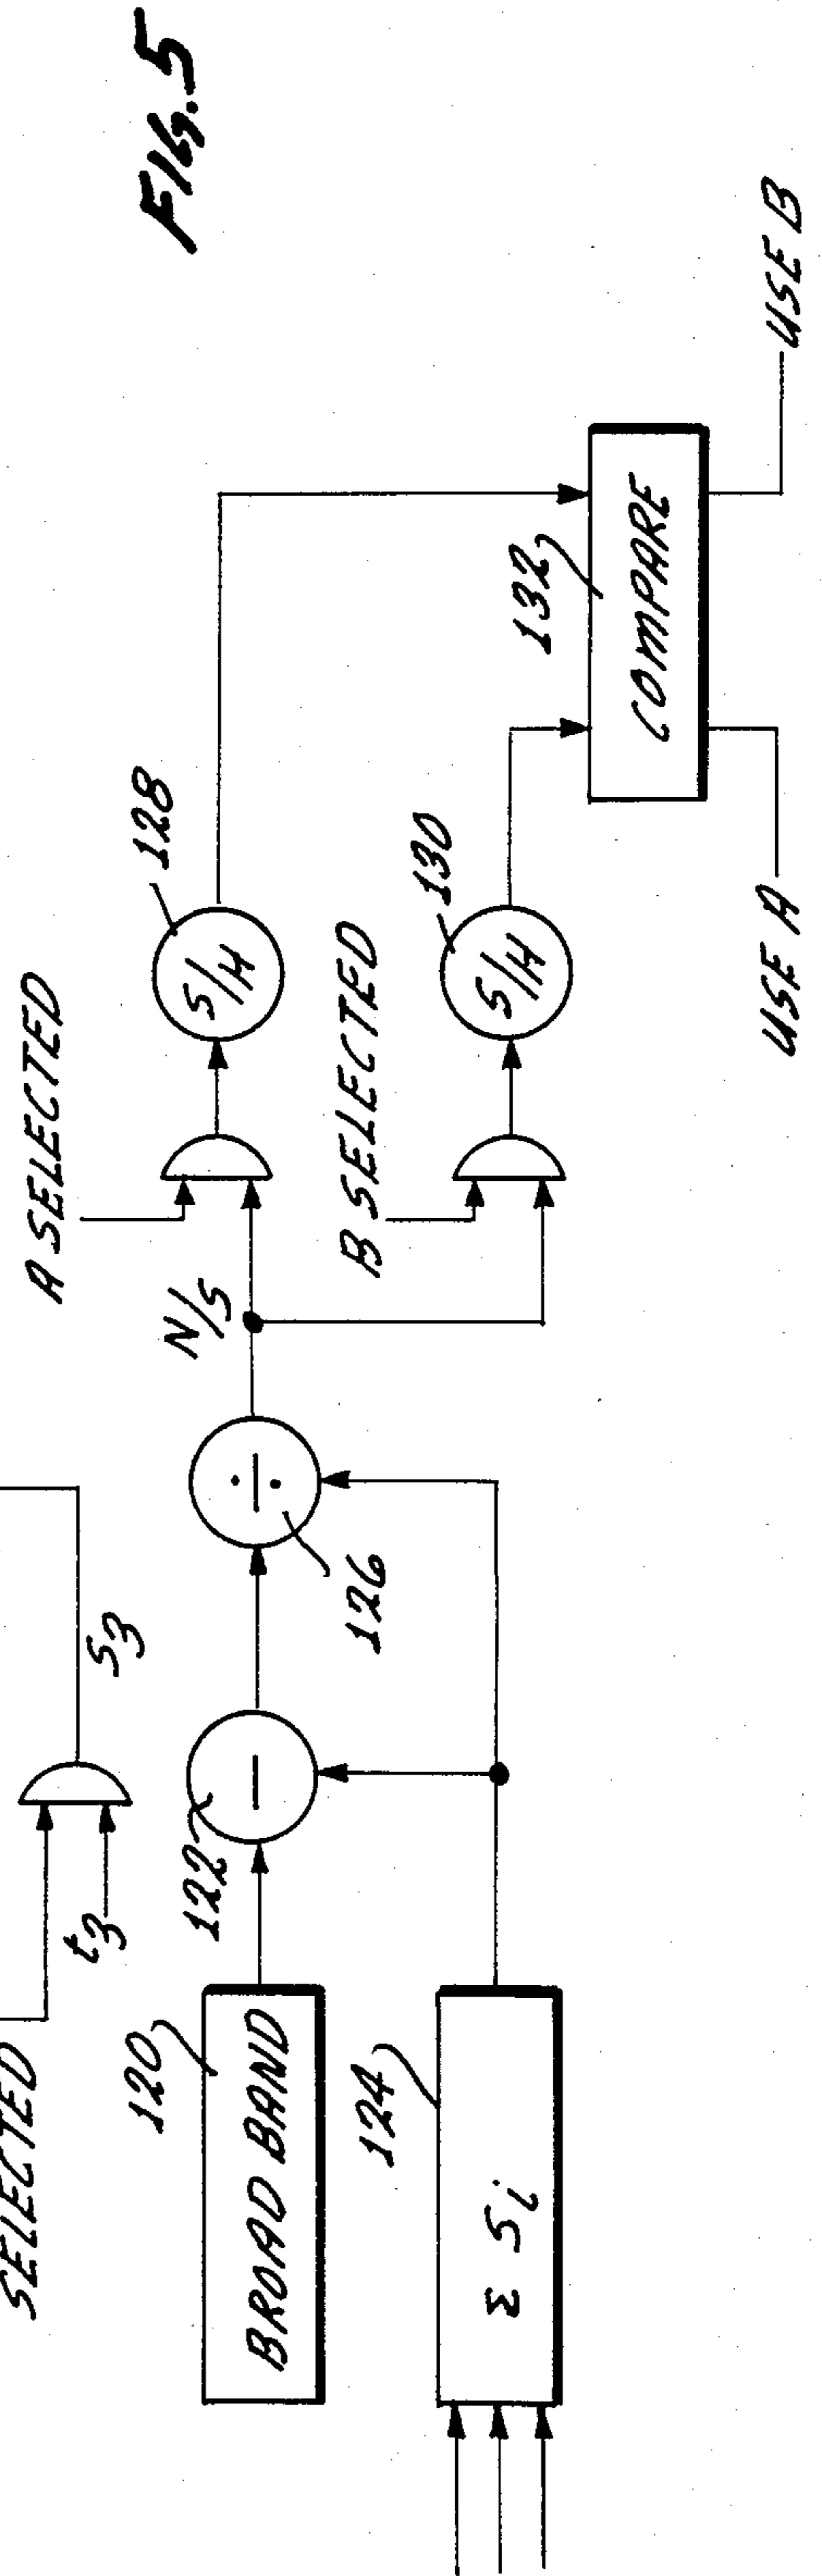 FIG. 5
SELECTED
t3
S3
A SELECTED
120
BROAD BAND
122
—
126
÷
N/S
128
S/H
B SELECTED
130
S/H
124
Σ Si
132
COMPARE
USE A
USE B